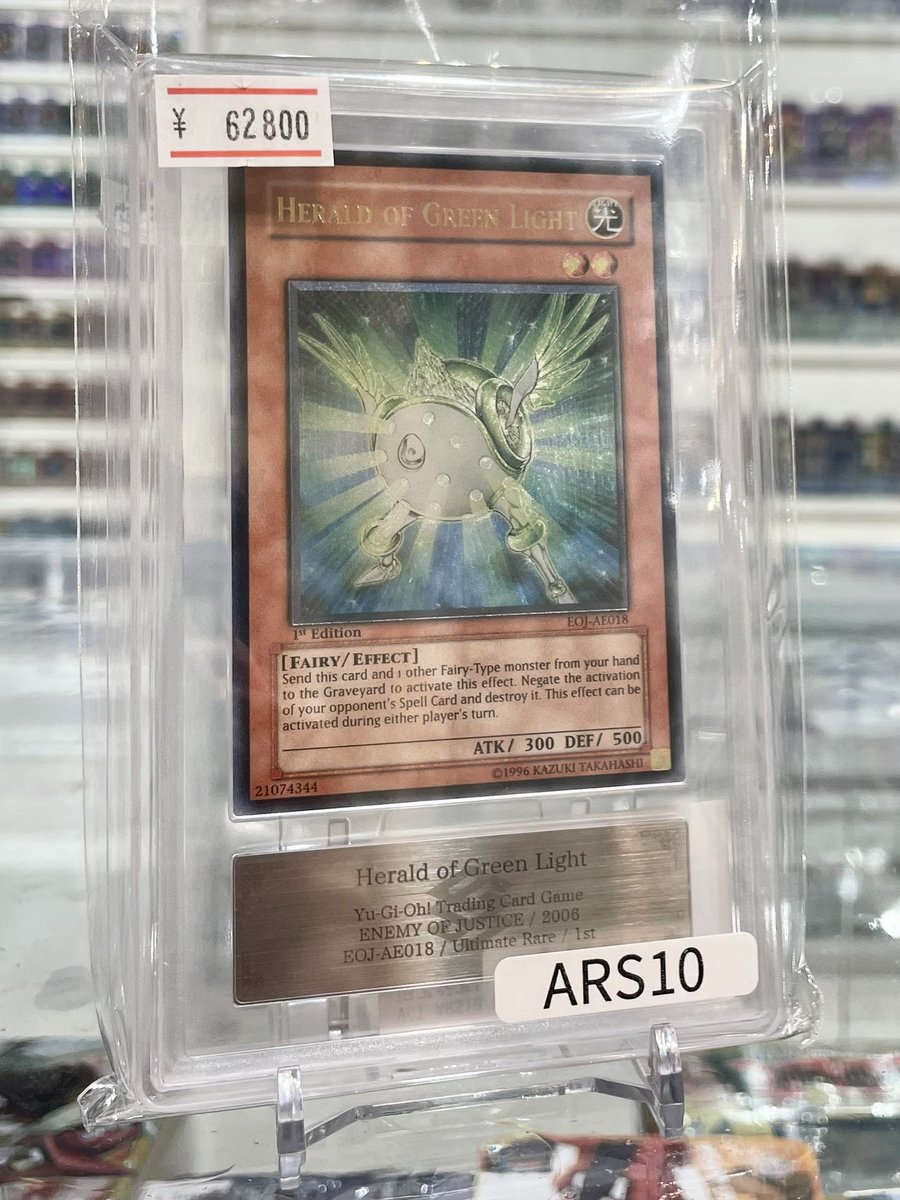 ¥ 62800
HERALD OF GREEN LIGHT
LIGHT
光
1st Edition
EOJ-AE018
[FAIRY/EFFECT]
Send this card and 1 other Fairy-Type monster from your hand
to the Graveyard to activate this effect. Negate the activation
of your opponent's Spell Card and destroy it. This effect can be
activated during either player's turn.
ATK/ 300 DEF/ 500
21074344
©1996 KAZUKI TAKAHASHI
Herald of Green Light
Yu-Gi-Oh! Trading Card Game
ENEMY OF JUSTICE / 2006
EOJ-AE018 / Ultimate Rare / 1st
ARS10